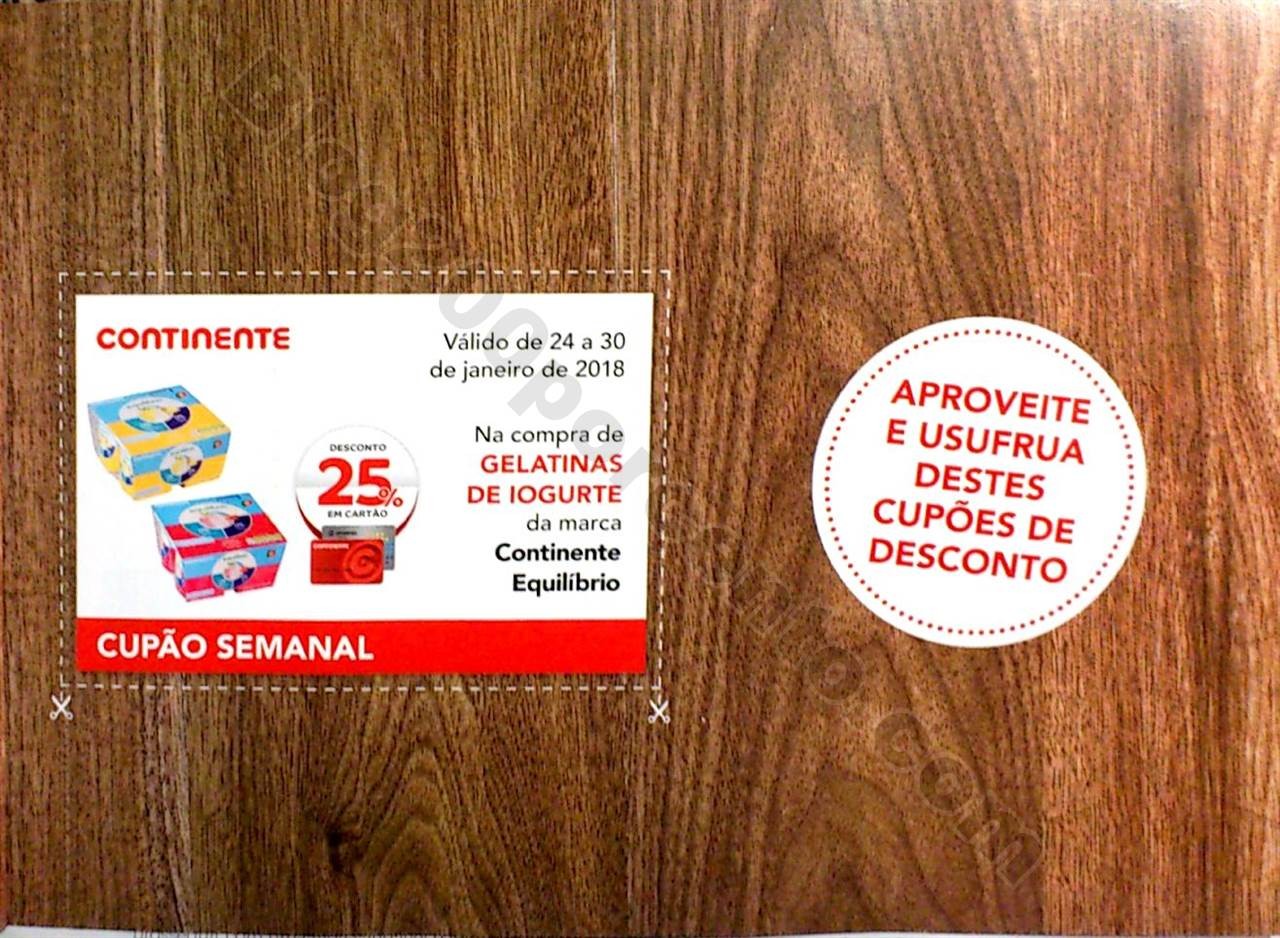 CONTINENTE
Válido de 24 a 30
de janeiro de 2018
DESCONTO
25%
EM CARTÃO
Na compra de
GELATINAS
DE IOGURTE
da marca
Continente
Equilíbrio
CUPÃO SEMANAL
APROVEITE
E USUFRUA
DESTES
CUPÕES DE
DESCONTO